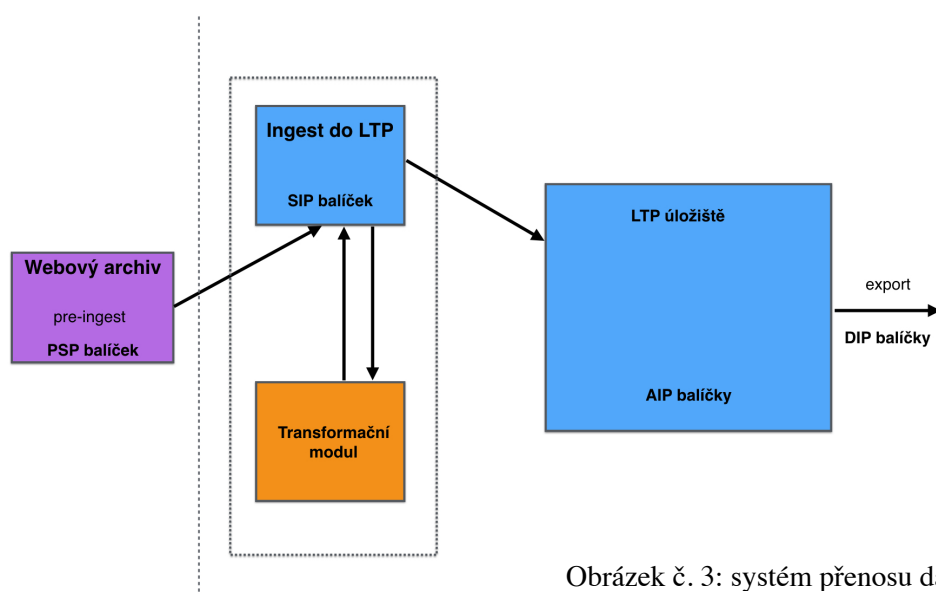 Ingest do LTP
SIP balíček
LTP úložiště
Webový archiv
pre-ingest
PSP balíček
export
DIP balíčky
AIP balíčky
Transformační
modul
Obrázek č. 3: systém přenosu